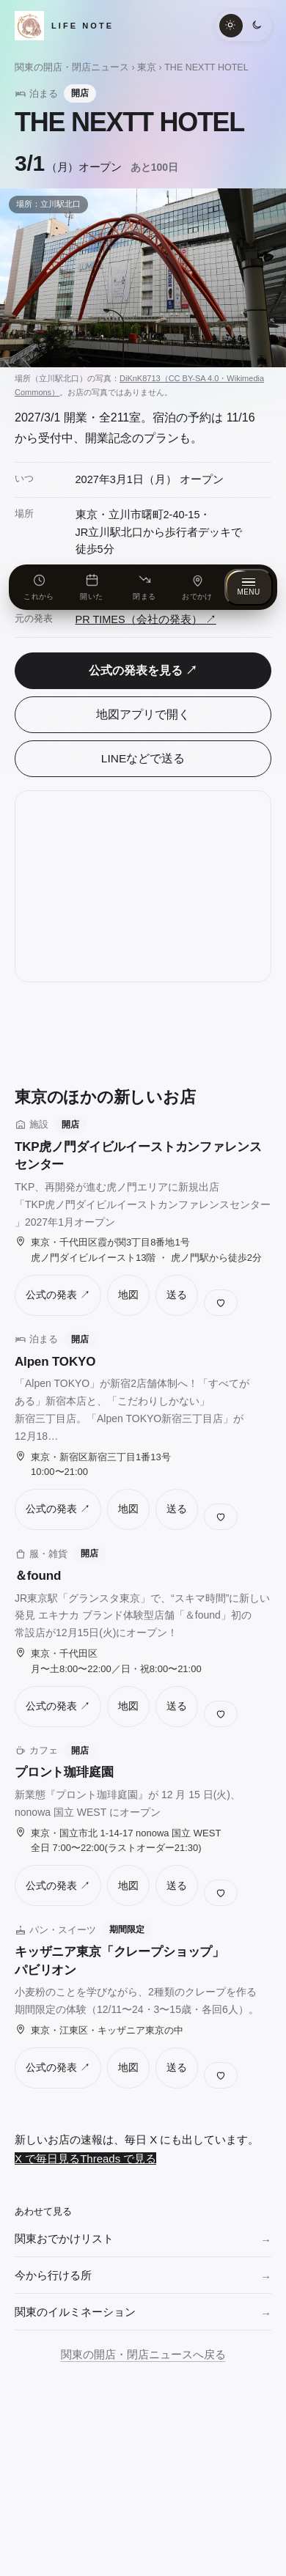 LIFE NOTE
関東の開店・閉店ニュース › 東京 › THE NEXTT HOTEL
泊まる 開店
THE NEXTT HOTEL
3/1（月）オープン あと100日
場所：立川駅北口
場所（立川駅北口）の写真：DiKnK8713（CC BY-SA 4.0・Wikimedia
Commons）。お店の写真ではありません。
2027/3/1 開業・全211室。宿泊の予約は 11/16
から受付中、開業記念のプランも。
いつ 2027年3月1日（月） オープン
場所 東京・立川市曙町2-40-15・
JR立川駅北口から歩行者デッキで
徒歩5分
これから 開いた 閉まる おでかけ MENU
元の発表 PR TIMES（会社の発表） ↗
公式の発表を見る ↗
地図アプリで開く
LINEなどで送る
東京のほかの新しいお店
施設 開店
TKP虎ノ門ダイビルイーストカンファレンス
センター
TKP、再開発が進む虎ノ門エリアに新規出店
「TKP虎ノ門ダイビルイーストカンファレンスセンター
」2027年1月オープン
東京・千代田区霞が関3丁目8番地1号
虎ノ門ダイビルイースト13階 ・ 虎ノ門駅から徒歩2分
公式の発表 ↗ 地図 送る
泊まる 開店
Alpen TOKYO
「Alpen TOKYO」が新宿2店舗体制へ！「すべてが
ある」新宿本店と、「こだわりしかない」
新宿三丁目店。「Alpen TOKYO新宿三丁目店」が
12月18…
東京・新宿区新宿三丁目1番13号
10:00〜21:00
公式の発表 ↗ 地図 送る
服・雑貨 開店
＆found
JR東京駅「グランスタ東京」で、“スキマ時間”に新しい
発見 エキナカ ブランド体験型店舗「＆found」初の
常設店が12月15日(火)にオープン！
東京・千代田区
月〜土8:00〜22:00／日・祝8:00〜21:00
公式の発表 ↗ 地図 送る
カフェ 開店
プロント珈琲庭園
新業態『プロント珈琲庭園』が 12 月 15 日(火)、
nonowa 国立 WEST にオープン
東京・国立市北 1-14-17 nonowa 国立 WEST
全日 7:00〜22:00(ラストオーダー21:30)
公式の発表 ↗ 地図 送る
パン・スイーツ 期間限定
キッザニア東京「クレープショップ」
パビリオン
小麦粉のことを学びながら、2種類のクレープを作る
期間限定の体験（12/11〜24・3〜15歳・各回6人）。
東京・江東区・キッザニア東京の中
公式の発表 ↗ 地図 送る
新しいお店の速報は、毎日 X にも出しています。
X で毎日見るThreads で見る
あわせて見る
関東おでかけリスト →
今から行ける所 →
関東のイルミネーション →
関東の開店・閉店ニュースへ戻る